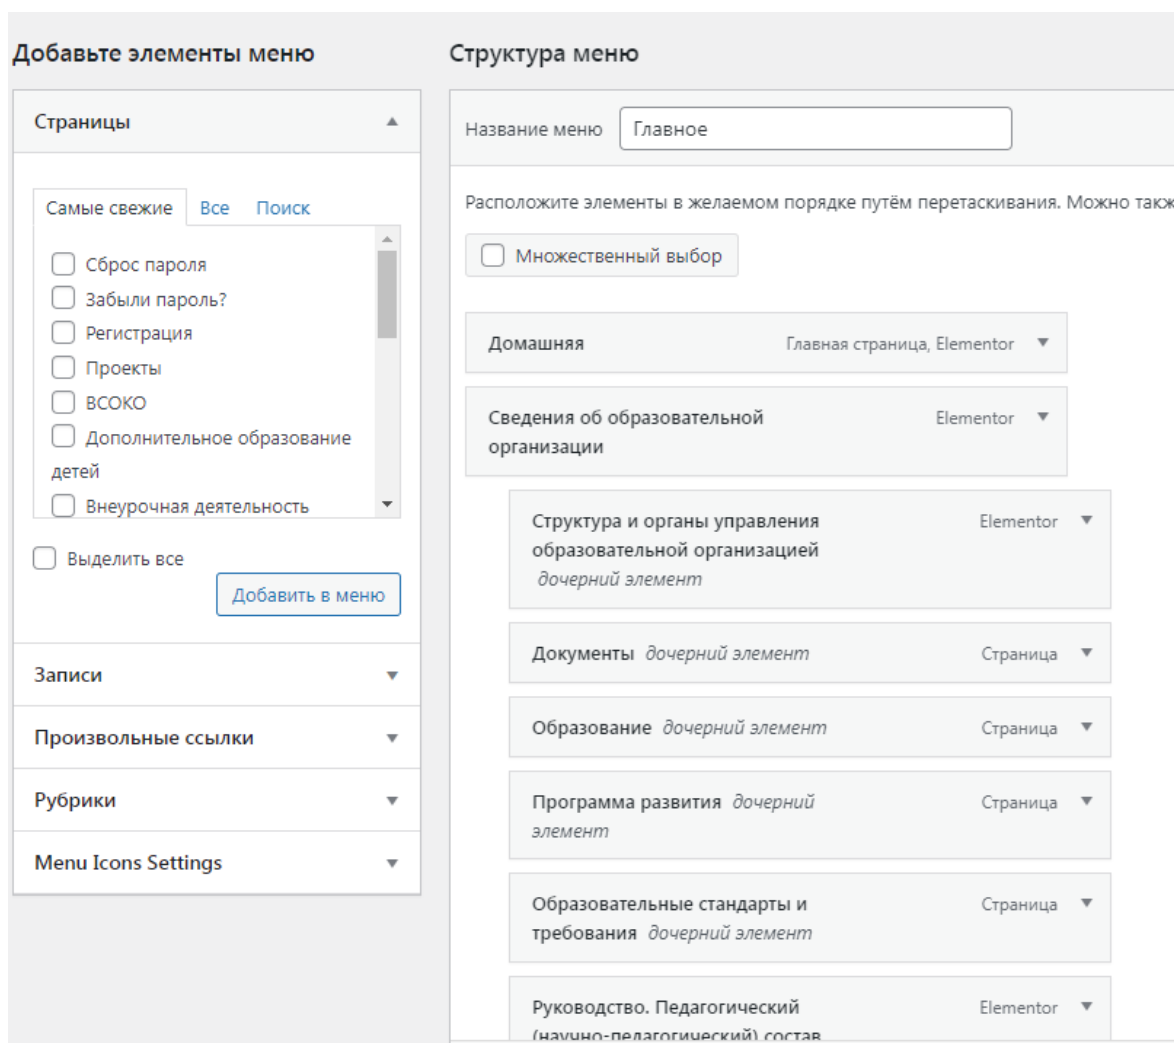 Добавьте элементы меню
Страницы
Самые свежие Все Поиск
Сброс пароля
Забыли пароль?
Регистрация
Проекты
ВСОКО
Дополнительное образование
детей
Внеурочная деятельность
Выделить все
Добавить в меню
Записи
Произвольные ссылки
Рубрики
Menu Icons Settings
Структура меню
Название меню Главное
Расположите элементы в желаемом порядке путём перетаскивания. Можно такж
Множественный выбор
Домашняя Главная страница, Elementor
Сведения об образовательной Elementor
организации
Структура и органы управления Elementor
образовательной организацией
дочерний элемент
Документы дочерний элемент Страница
Образование дочерний элемент Страница
Программа развития дочерний Страница
элемент
Образовательные стандарты и Страница
требования дочерний элемент
Руководство. Педагогический Elementor
(научно-педагогический) состав